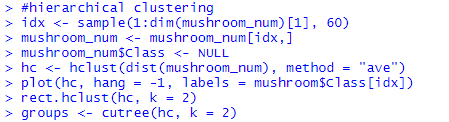 > #hierarchical clustering
> idx <- sample(1:dim(mushroom_num)[1], 60)
> mushroom_num <- mushroom_num[idx,]
> mushroom_num$Class <- NULL
> hc <- hclust(dist(mushroom_num), method = "ave")
> plot(hc, hang = -1, labels = mushroom$Class[idx])
> rect.hclust(hc, k = 2)
> groups <- cutree(hc, k = 2)